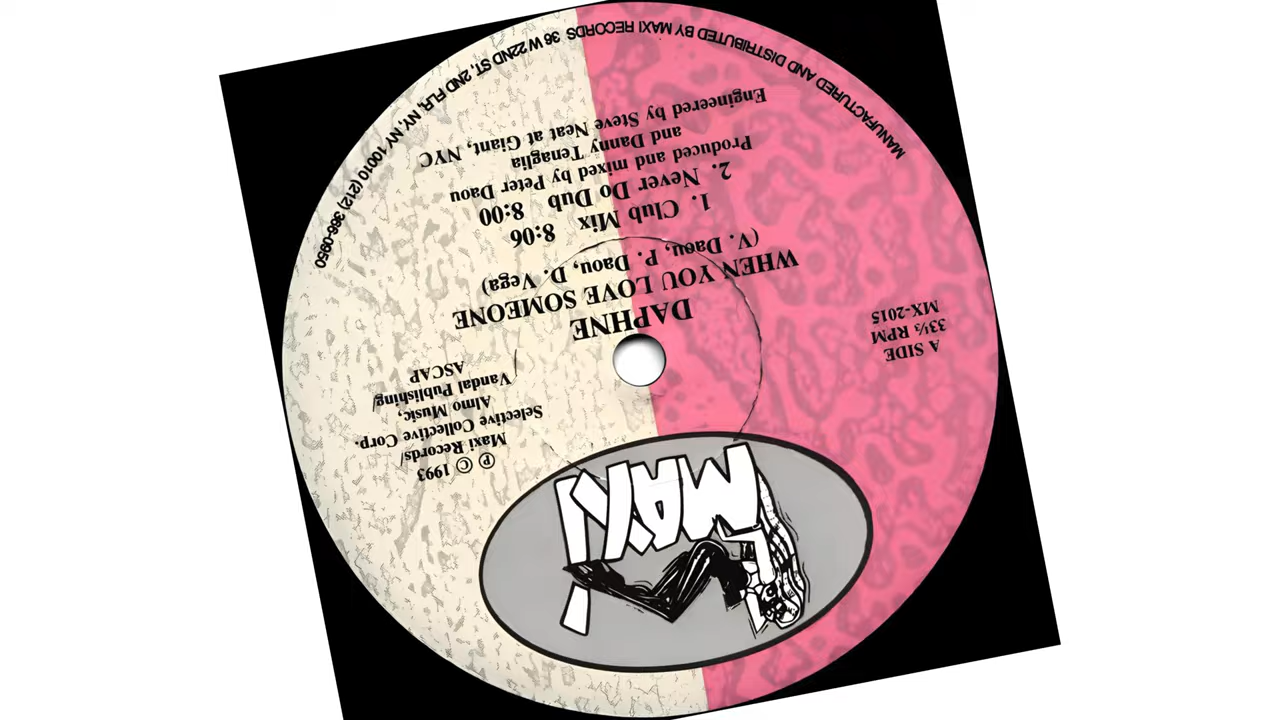 MAXI
A SIDE
33⅓ RPM
MX-2015
℗ © 1993
Maxi Records/
Selective Collective Corp.
Almo Music,
Vandal Publishing/
ASCAP
DAPHNE
WHEN YOU LOVE SOMEONE
(V. Daou, P. Daou, D. Vega)
1. Club Mix 8:06
2. Never Do Dub 8:00
Produced and mixed by Peter Daou
and Danny Tenaglia
Engineered by Steve Neat at Giant, NYC
MANUFACTURED AND DISTRIBUTED BY MAXI RECORDS 36 W 22ND ST, 2ND FLR, NY, NY 10010 (212) 366-0950